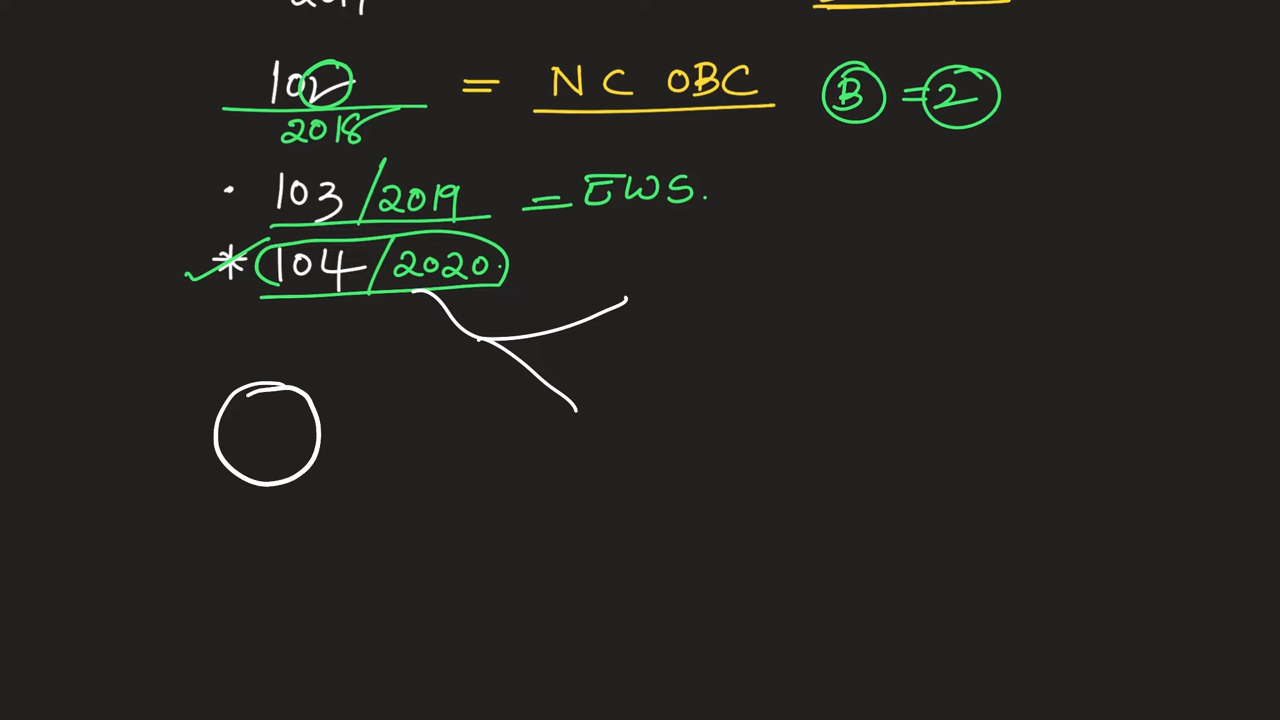 102 = NC OBC B = 2
2018
· 103/2019 = EWS.
* 104/2020.